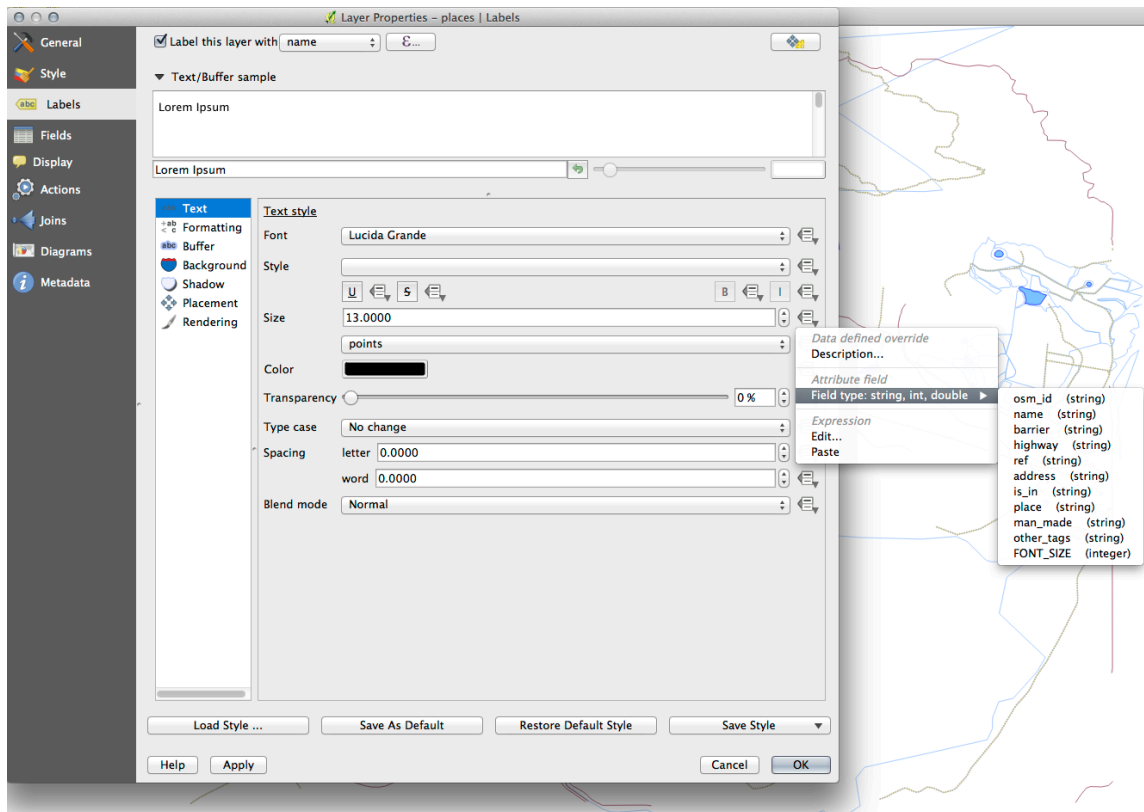 Layer Properties – places | Labels
General
Style
abc Labels
Fields
Display
Actions
Joins
Diagrams
Metadata
Label this layer with name ε...
Text/Buffer sample
Lorem Ipsum
Lorem Ipsum
Text
Formatting
abc Buffer
Background
Shadow
Placement
Rendering
Text style
Font Lucida Grande
Style
U S B I
Size 13.0000
points
Color
Transparency 0 %
Type case No change
Spacing letter 0.0000
word 0.0000
Blend mode Normal
Data defined override
Description...
Attribute field
Field type: string, int, double
Expression
Edit...
Paste
osm_id (string)
name (string)
barrier (string)
highway (string)
ref (string)
address (string)
is_in (string)
place (string)
man_made (string)
other_tags (string)
FONT_SIZE (integer)
Load Style ... Save As Default Restore Default Style Save Style
Help Apply Cancel OK